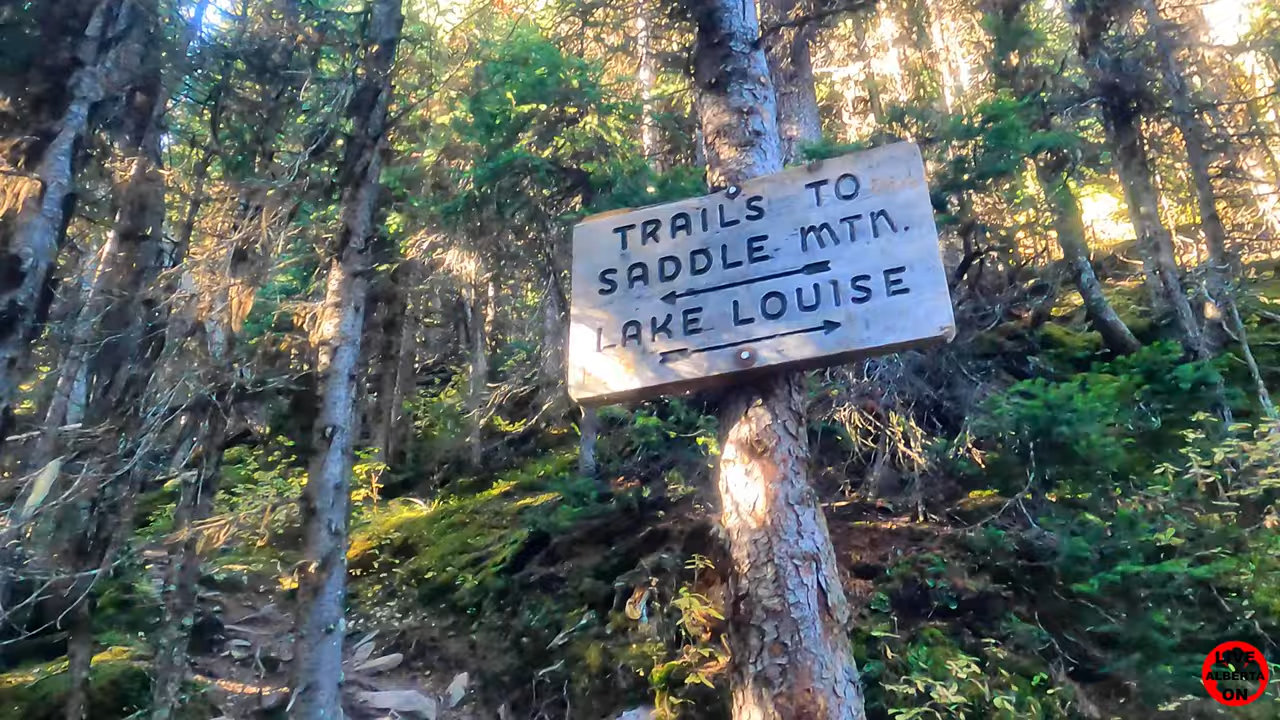 TRAILS TO
SADDLE MTN.
LAKE LOUISE
LIVE
ALBERTA
ON